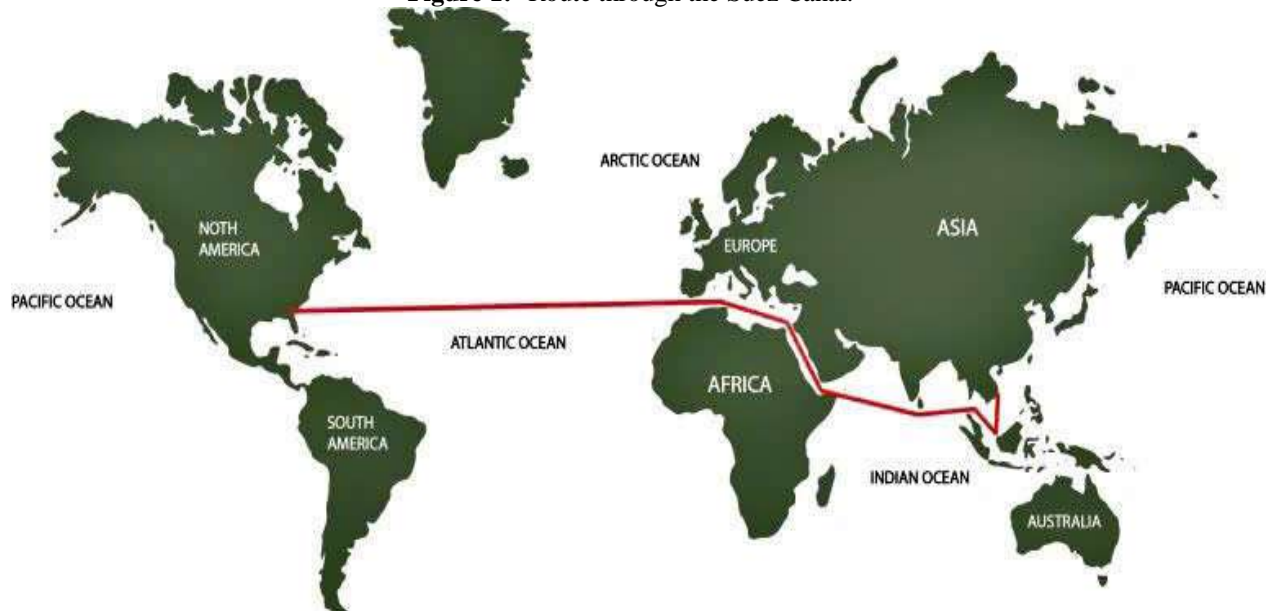 Figure 2. Route through the Suez Canal.
ARCTIC OCEAN
NOTH
AMERICA
ASIA
EUROPE
PACIFIC OCEAN
PACIFIC OCEAN
ATLANTIC OCEAN
AFRICA
SOUTH
AMERICA
INDIAN OCEAN
AUSTRALIA